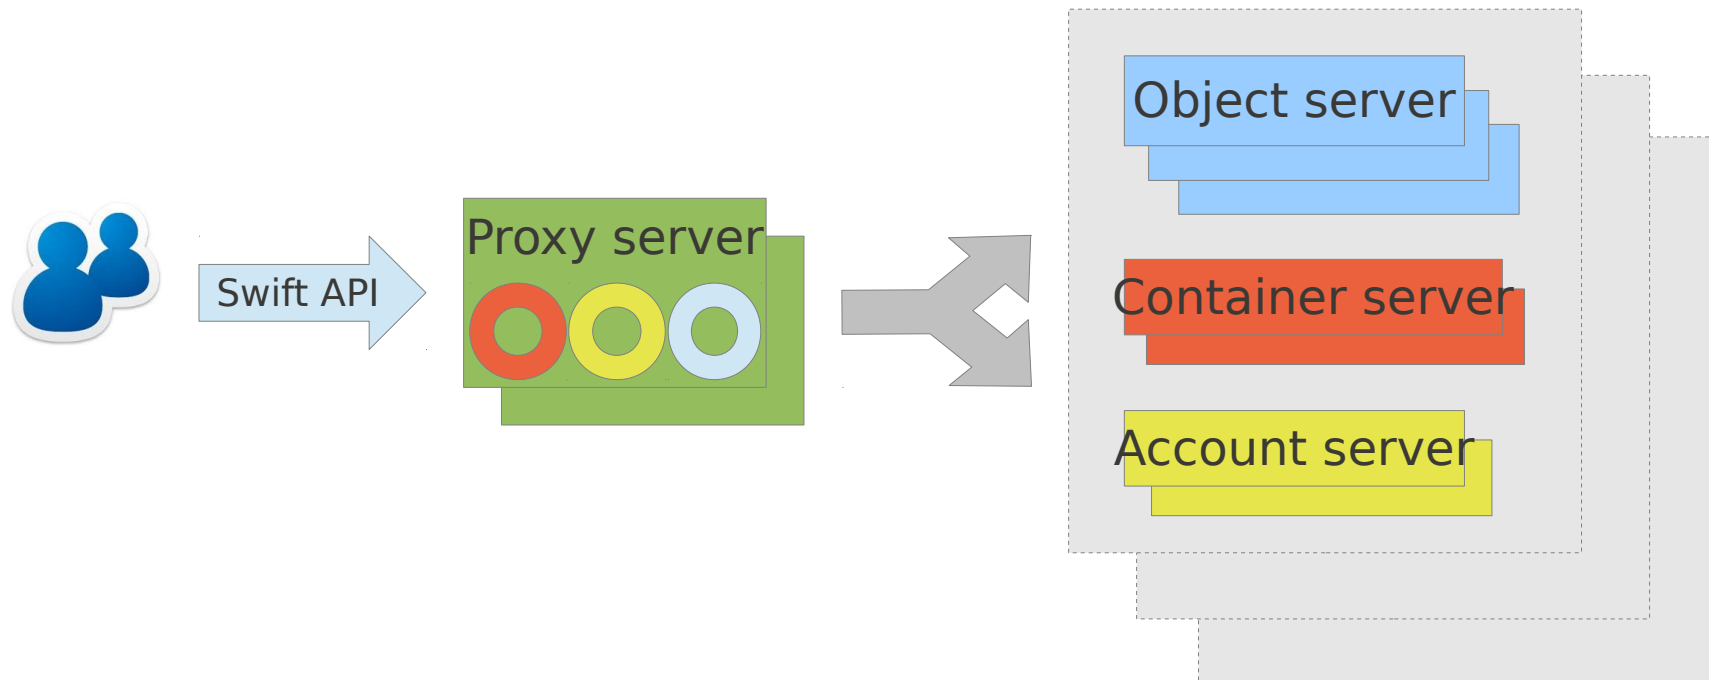 Swift API
Proxy server
Object server
Container server
Account server